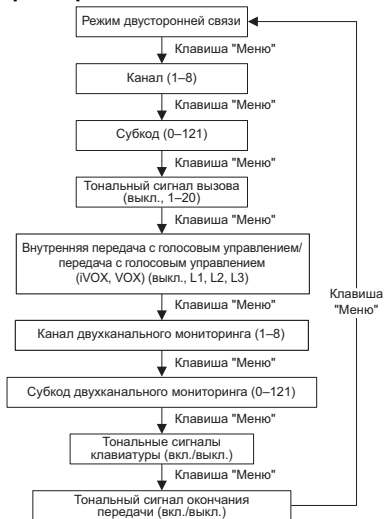 Режим двусторонней связи
Клавиша "Меню"
Канал (1–8)
Клавиша "Меню"
Субкод (0–121)
Клавиша "Меню"
Тональный сигнал вызова
(выкл., 1–20)
Клавиша "Меню"
Внутренняя передача с голосовым управлением/
передача с голосовым управлением
(iVOX, VOX) (выкл., L1, L2, L3)
Клавиша "Меню"
Канал двухканального мониторинга (1–8)
Клавиша "Меню"
Субкод двухканального мониторинга (0–121)
Клавиша "Меню"
Тональные сигналы
клавиатуры (вкл./выкл.)
Клавиша "Меню"
Тональный сигнал окончания
передачи (вкл./выкл.)
Клавиша
"Меню"